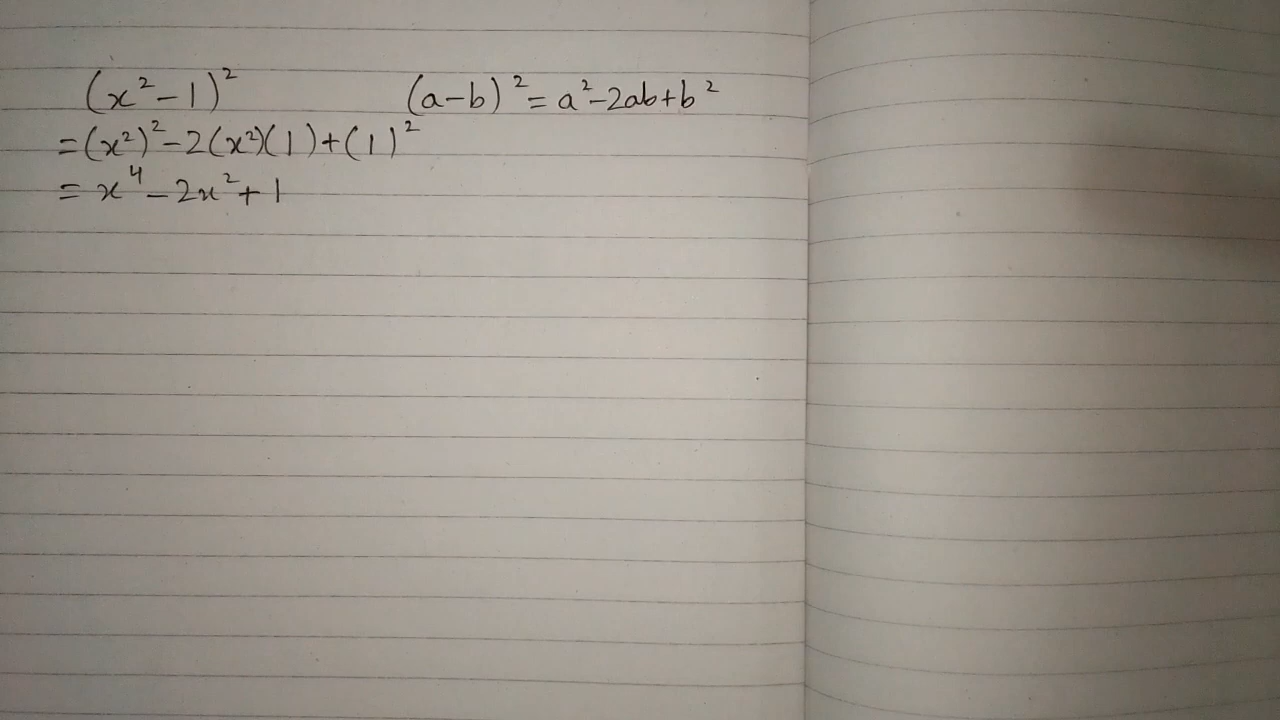 (x² – 1)² (a–b)² = a²–2ab+b²
= (x²)² – 2(x²)(1) + (1)²
= x⁴ – 2x² + 1